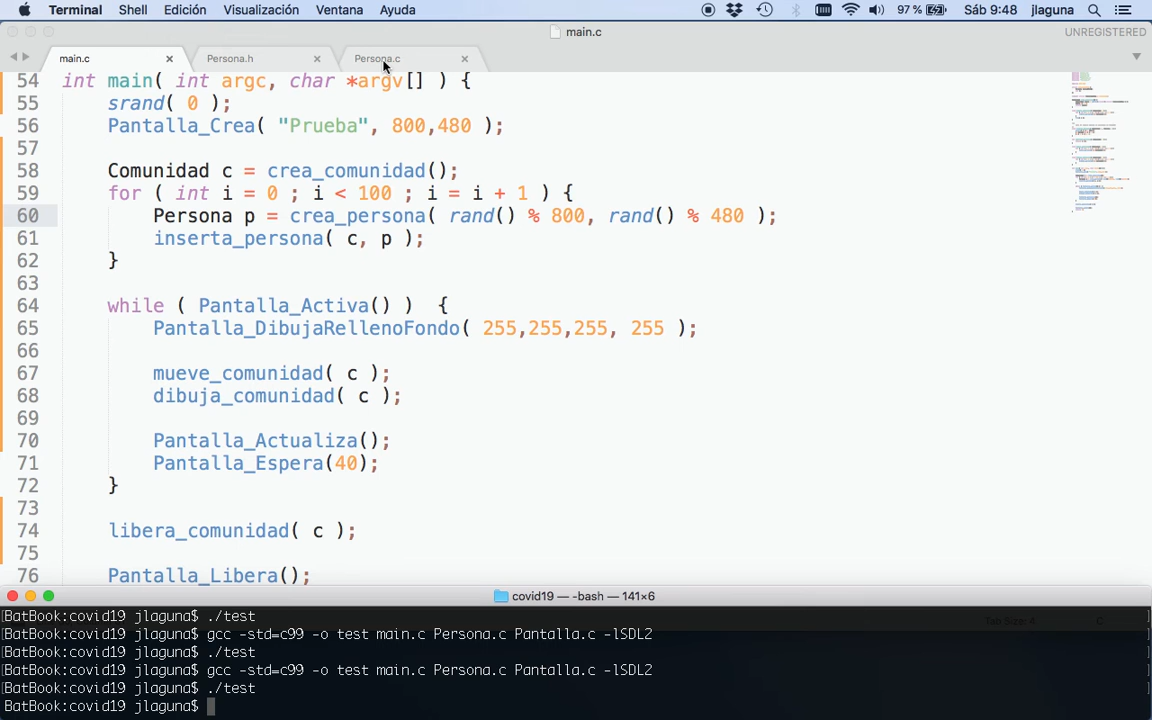 Terminal Shell Edición Visualización Ventana Ayuda 97 % Sáb 9:48 jlaguna
main.c UNREGISTERED
main.c Persona.h Persona.c
54 int main( int argc, char *argv[] ) {
55 srand( 0 );
56 Pantalla_Crea( "Prueba", 800,480 );
57
58 Comunidad c = crea_comunidad();
59 for ( int i = 0 ; i < 100 ; i = i + 1 ) {
60 Persona p = crea_persona( rand() % 800, rand() % 480 );
61 inserta_persona( c, p );
62 }
63
64 while ( Pantalla_Activa() ) {
65 Pantalla_DibujaRellenoFondo( 255,255,255, 255 );
66
67 mueve_comunidad( c );
68 dibuja_comunidad( c );
69
70 Pantalla_Actualiza();
71 Pantalla_Espera(40);
72 }
73
74 libera_comunidad( c );
75
76 Pantalla_Libera();
covid19 — -bash — 141×6
Tab Size: 4 C
[BatBook:covid19 jlaguna$ ./test ]
[BatBook:covid19 jlaguna$ gcc -std=c99 -o test main.c Persona.c Pantalla.c -lSDL2 ]
[BatBook:covid19 jlaguna$ ./test ]
[BatBook:covid19 jlaguna$ gcc -std=c99 -o test main.c Persona.c Pantalla.c -lSDL2 ]
[BatBook:covid19 jlaguna$ ./test ]
BatBook:covid19 jlaguna$